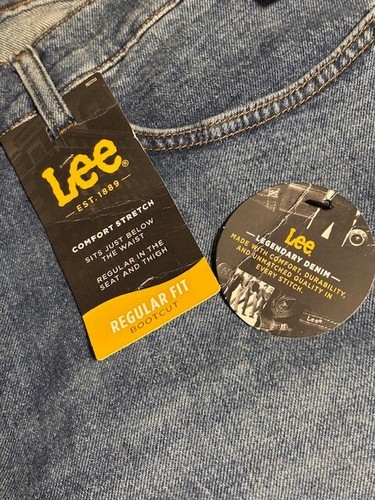 Lee®
EST. 1889
COMFORT STRETCH
SITS JUST BELOW
THE WAIST
REGULAR IN THE
SEAT AND THIGH
REGULAR FIT
BOOTCUT
Lee
LEGENDARY DENIM
MADE WITH COMFORT, DURABILITY,
AND UNMATCHED QUALITY IN
EVERY STITCH.
Lee